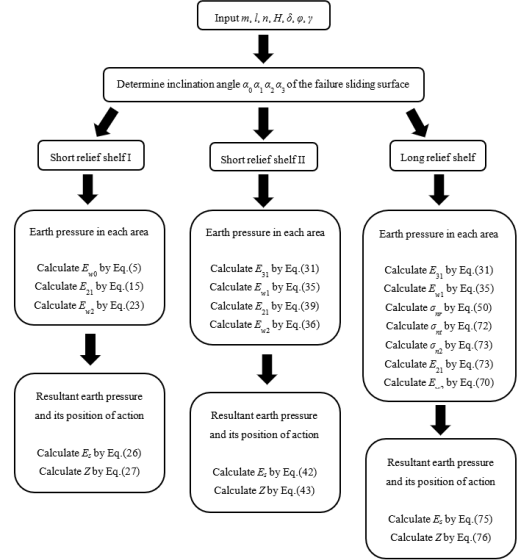 Input m, l, n, H, δ, φ, γ
Determine inclination angle α0 α1 α2 α3 of the failure sliding surface
Short relief shelf I
Earth pressure in each area
Calculate Ew0 by Eq.(5)
Calculate E21 by Eq.(15)
Calculate Ew2 by Eq.(23)
Resultant earth pressure
and its position of action
Calculate Es by Eq.(26)
Calculate Z by Eq.(27)
Short relief shelf II
Earth pressure in each area
Calculate E31 by Eq.(31)
Calculate Ew1 by Eq.(35)
Calculate E21 by Eq.(39)
Calculate Ew2 by Eq.(36)
Resultant earth pressure
and its position of action
Calculate Es by Eq.(42)
Calculate Z by Eq.(43)
Long relief shelf
Earth pressure in each area
Calculate E31 by Eq.(31)
Calculate Ew1 by Eq.(35)
Calculate σnr by Eq.(50)
Calculate σnt by Eq.(72)
Calculate σn2 by Eq.(73)
Calculate E21 by Eq.(73)
Calculate by Eq.(70)
Resultant earth pressure
and its position of action
Calculate Es by Eq.(75)
Calculate Z by Eq.(76)